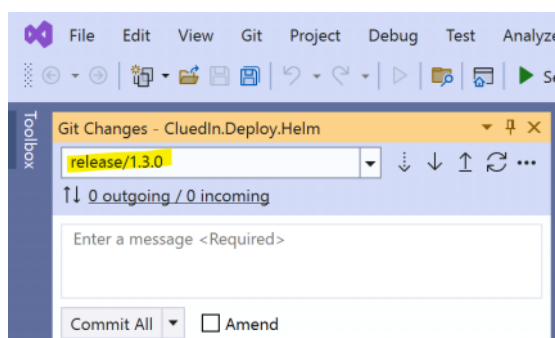 File Edit View Git Project Debug Test Analyze
Toolbox
Git Changes - CluedIn.Deploy.Helm
release/1.3.0
0 outgoing / 0 incoming
Enter a message <Required>
Commit All Amend